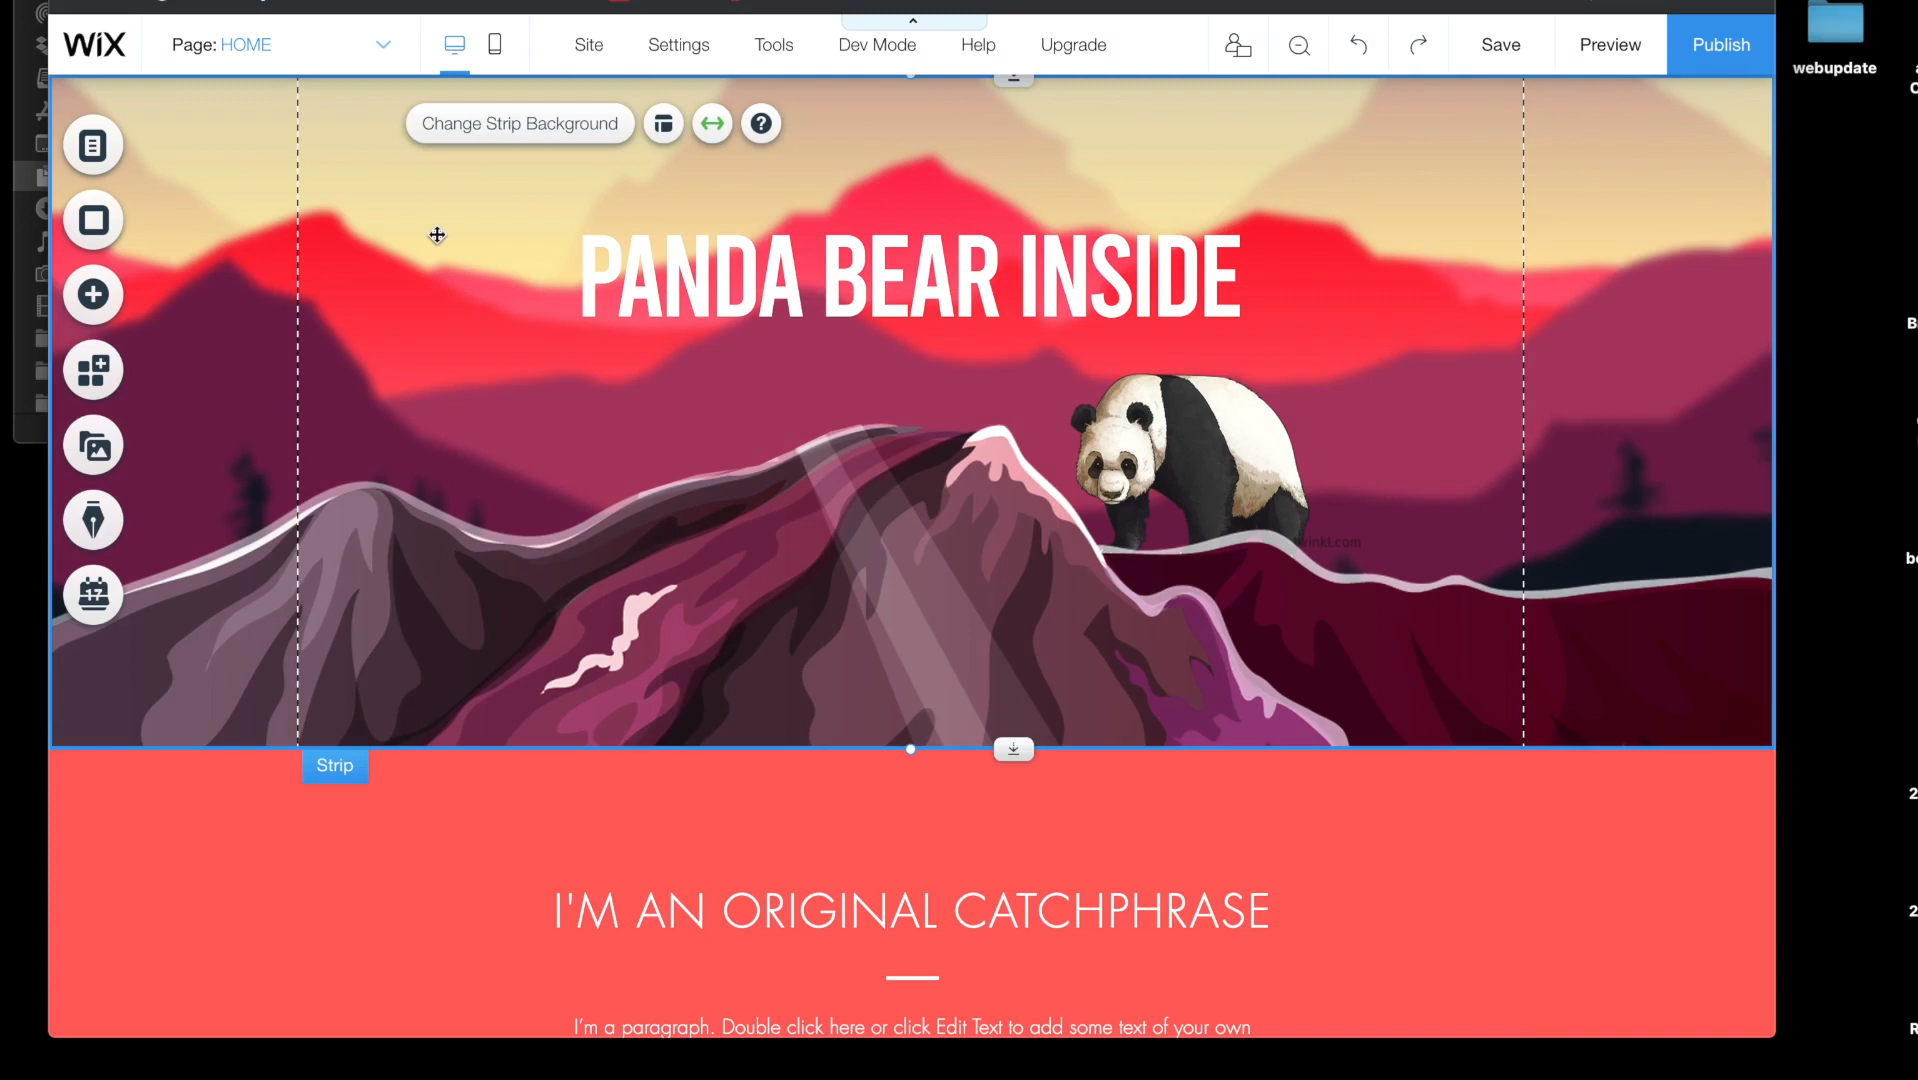 WiX Page: HOME Site Settings Tools Dev Mode Help Upgrade Save Preview Publish
webupdate
Change Strip Background ?
PANDA BEAR INSIDE
17
Strip
I'M AN ORIGINAL CATCHPHRASE
I'm a paragraph. Double click here or click Edit Text to add some text of your own